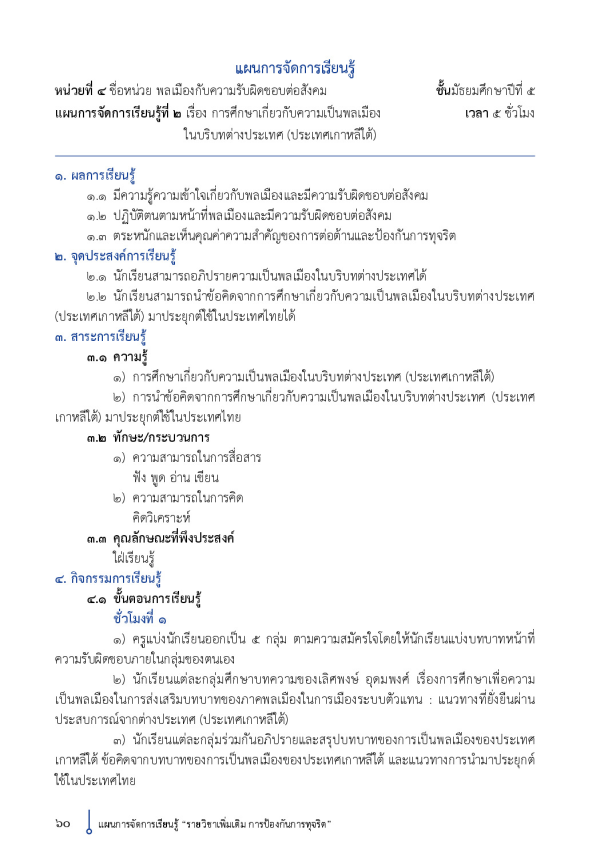 แผนการจัดการเรียนรู้
หน่วยที่ ๔ ชื่อหน่วย พลเมืองกับความรับผิดชอบต่อสังคม ชั้นมัธยมศึกษาปีที่ ๕
แผนการจัดการเรียนรู้ที่ ๒ เรื่อง การศึกษาเกี่ยวกับความเป็นพลเมือง เวลา ๕ ชั่วโมง
ในบริบทต่างประเทศ (ประเทศเกาหลีใต้)
๑. ผลการเรียนรู้
๑.๑ มีความรู้ความเข้าใจเกี่ยวกับพลเมืองและมีความรับผิดชอบต่อสังคม
๑.๒ ปฏิบัติตนตามหน้าที่พลเมืองและมีความรับผิดชอบต่อสังคม
๑.๓ ตระหนักและเห็นคุณค่าความสำคัญของการต่อต้านและป้องกันการทุจริต
๒. จุดประสงค์การเรียนรู้
๒.๑ นักเรียนสามารถอภิปรายความเป็นพลเมืองในบริบทต่างประเทศได้
๒.๒ นักเรียนสามารถนำข้อคิดจากการศึกษาเกี่ยวกับความเป็นพลเมืองในบริบทต่างประเทศ
(ประเทศเกาหลีใต้) มาประยุกต์ใช้ในประเทศไทยได้
๓. สาระการเรียนรู้
๓.๑ ความรู้
๑) การศึกษาเกี่ยวกับความเป็นพลเมืองในบริบทต่างประเทศ (ประเทศเกาหลีใต้)
๒) การนำข้อคิดจากการศึกษาเกี่ยวกับความเป็นพลเมืองในบริบทต่างประเทศ (ประเทศ
เกาหลีใต้) มาประยุกต์ใช้ในประเทศไทย
๓.๒ ทักษะ/กระบวนการ
๑) ความสามารถในการสื่อสาร
ฟัง พูด อ่าน เขียน
๒) ความสามารถในการคิด
คิดวิเคราะห์
๓.๓ คุณลักษณะที่พึงประสงค์
ใฝ่เรียนรู้
๔. กิจกรรมการเรียนรู้
๔.๑ ขั้นตอนการเรียนรู้
ชั่วโมงที่ ๑
๑) ครูแบ่งนักเรียนออกเป็น ๕ กลุ่ม ตามความสมัครใจโดยให้นักเรียนแบ่งบทบาทหน้าที่
ความรับผิดชอบภายในกลุ่มของตนเอง
๒) นักเรียนแต่ละกลุ่มศึกษาบทความของเลิศพงษ์ อุดมพงศ์ เรื่องการศึกษาเพื่อความ
เป็นพลเมืองในการส่งเสริมบทบาทของภาคพลเมืองในการเมืองระบบตัวแทน : แนวทางที่ยั่งยืนผ่าน
ประสบการณ์จากต่างประเทศ (ประเทศเกาหลีใต้)
๓) นักเรียนแต่ละกลุ่มร่วมกันอภิปรายและสรุปบทบาทของการเป็นพลเมืองของประเทศ
เกาหลีใต้ ข้อคิดจากบทบาทของการเป็นพลเมืองของประเทศเกาหลีใต้ และแนวทางการนำมาประยุกต์
ใช้ในประเทศไทย
๖๐ แผนการจัดการเรียนรู้ "รายวิชาเพิ่มเติม การป้องกันการทุจริต"